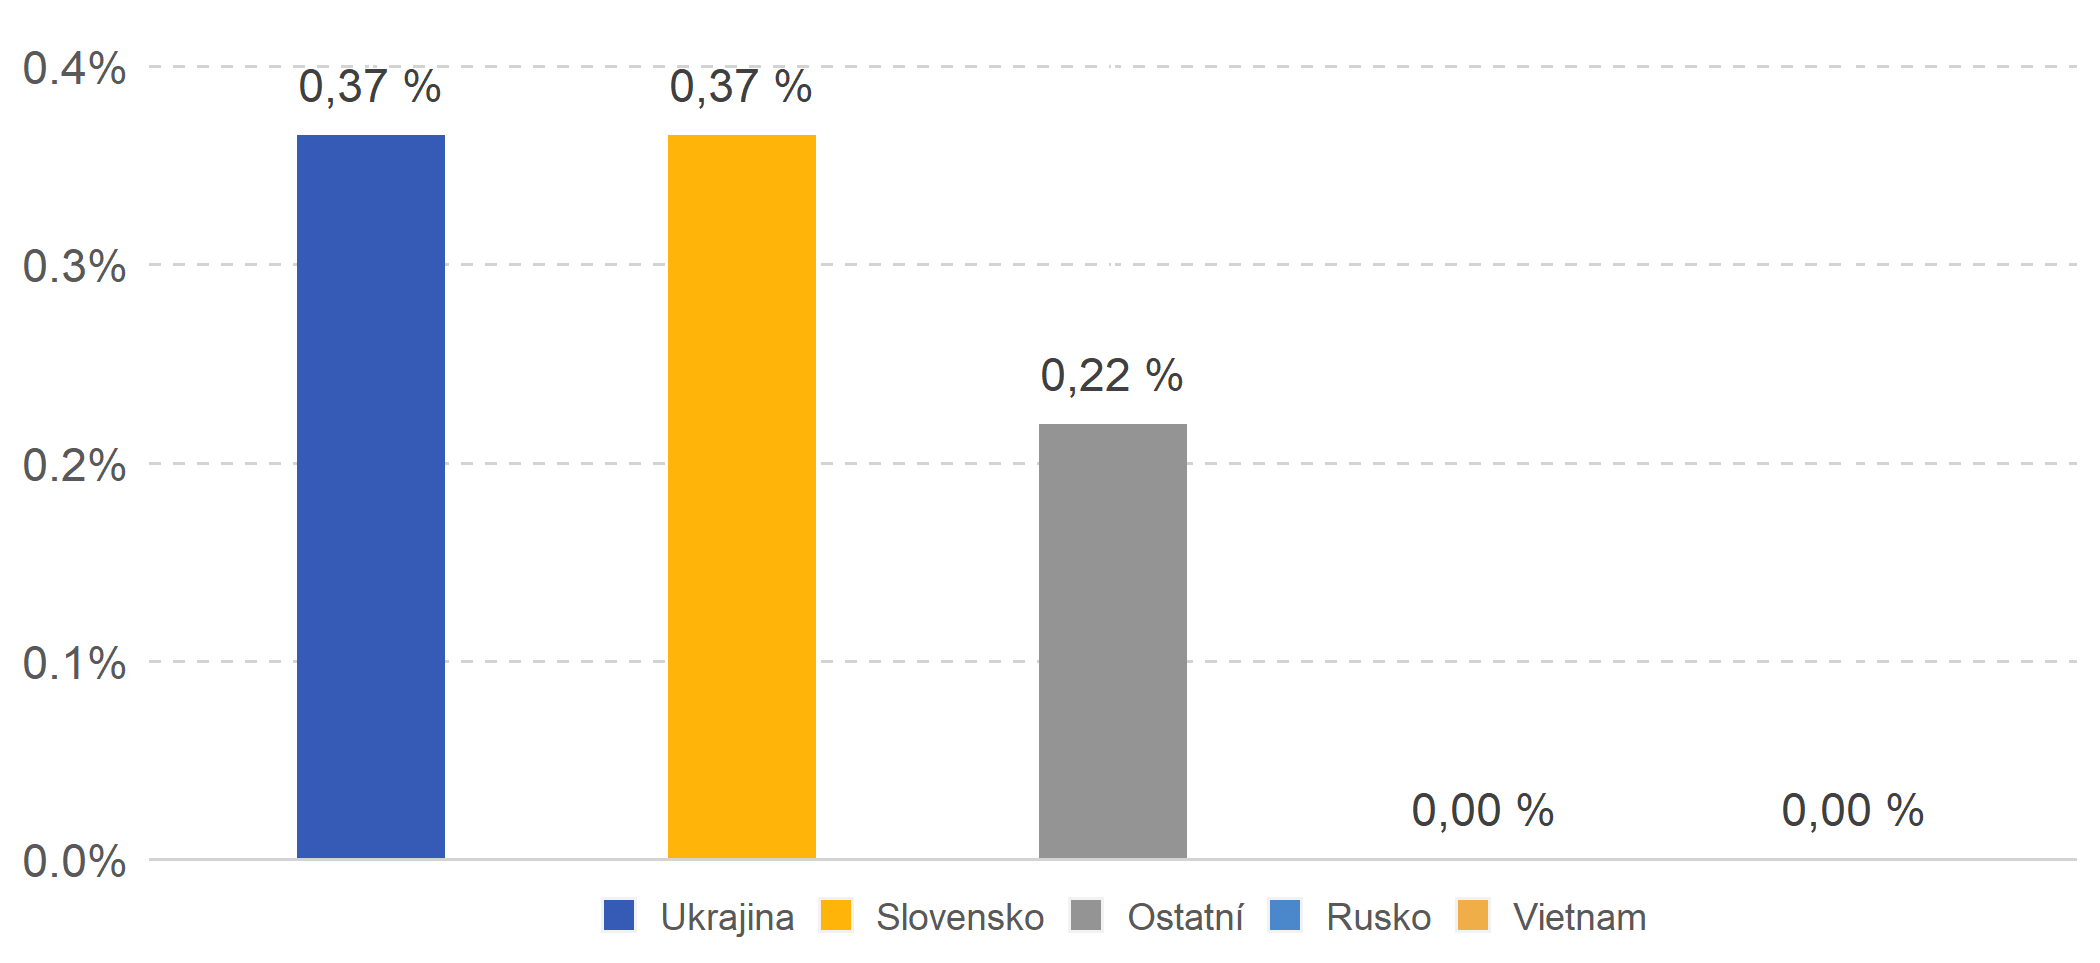 0.4%
0,37 %
0,37 %
0.3%
0,22 %
0.2%
0.1%
0,00 %
0,00 %
0.0%
Ukrajina
Slovensko
Ostatní
Rusko
Vietnam